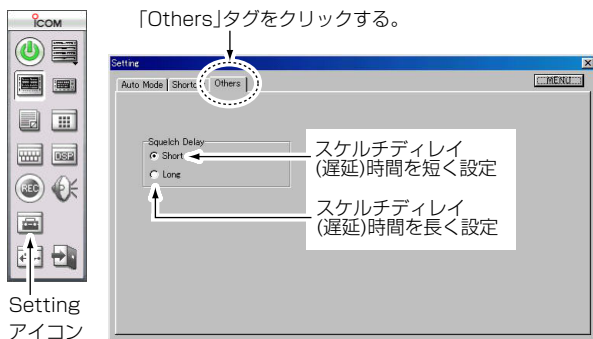 「Others」タグをクリックする。
ICOM
Setting
Auto Mode
Others
MENU
DSP
REC
Squelch Delay
Short
Long
スケルチディレイ
(遅延)時間を短く設定
スケルチディレイ
(遅延)時間を長く設定
Setting
アイコン